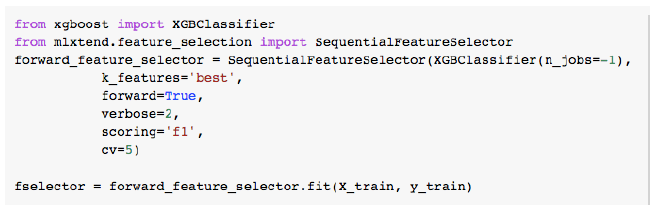 from xgboost import XGBClassifier
from mlxtend.feature_selection import SequentialFeatureSelector
forward_feature_selector = SequentialFeatureSelector(XGBClassifier(n_jobs=-1),
k_features='best',
forward=True,
verbose=2,
scoring='f1',
cv=5)
fselector = forward_feature_selector.fit(X_train, y_train)